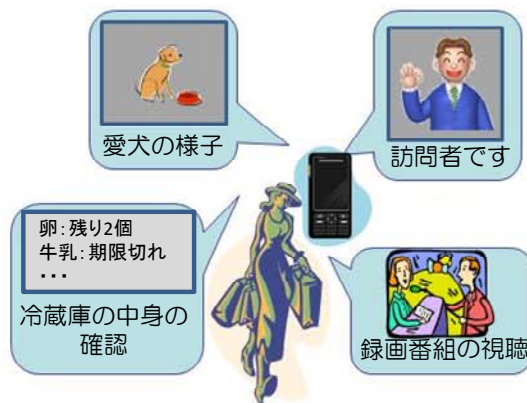 愛犬の様子
訪問者です
卵:残り2個
牛乳:期限切れ
・・・
冷蔵庫の中身の
確認
録画番組の視聴